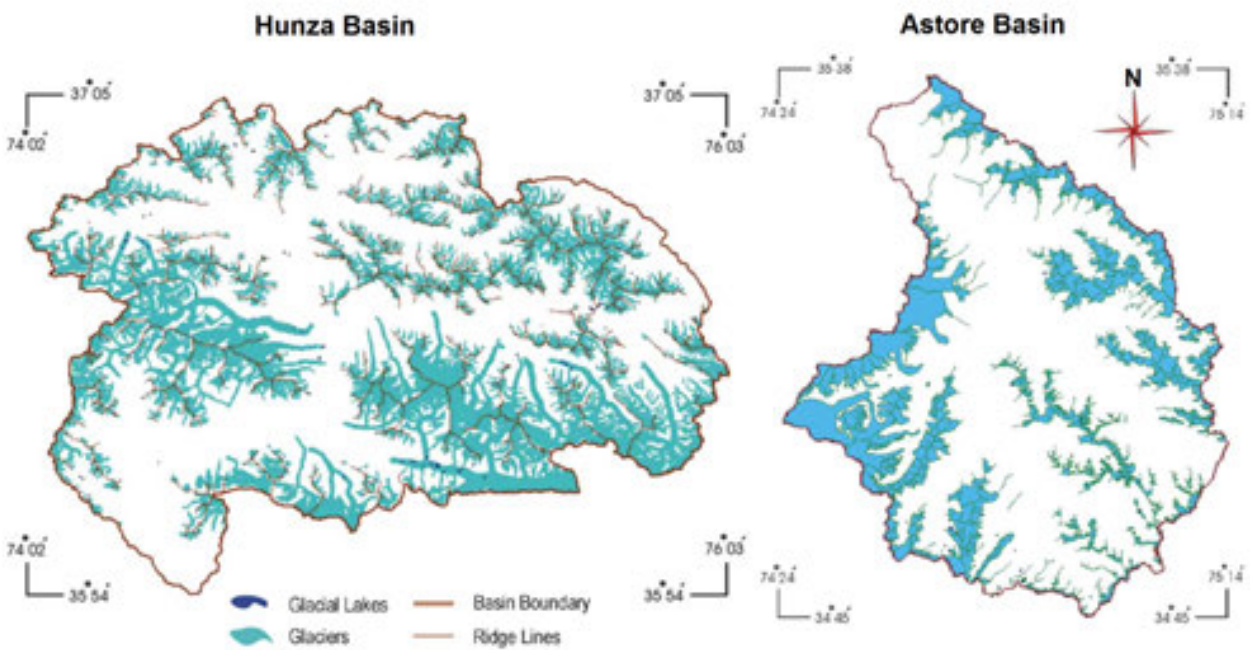 Hunza Basin
Astore Basin
37° 05′
74° 02′
37° 05′
76° 03′
35° 38′
74° 24′
N
35° 38′
75° 14′
74° 02′
35° 54′
76° 03′
35° 54′
74° 24′
34° 45′
75° 14′
34° 45′
Glacial Lakes
Basin Boundary
Glaciers
Ridge Lines